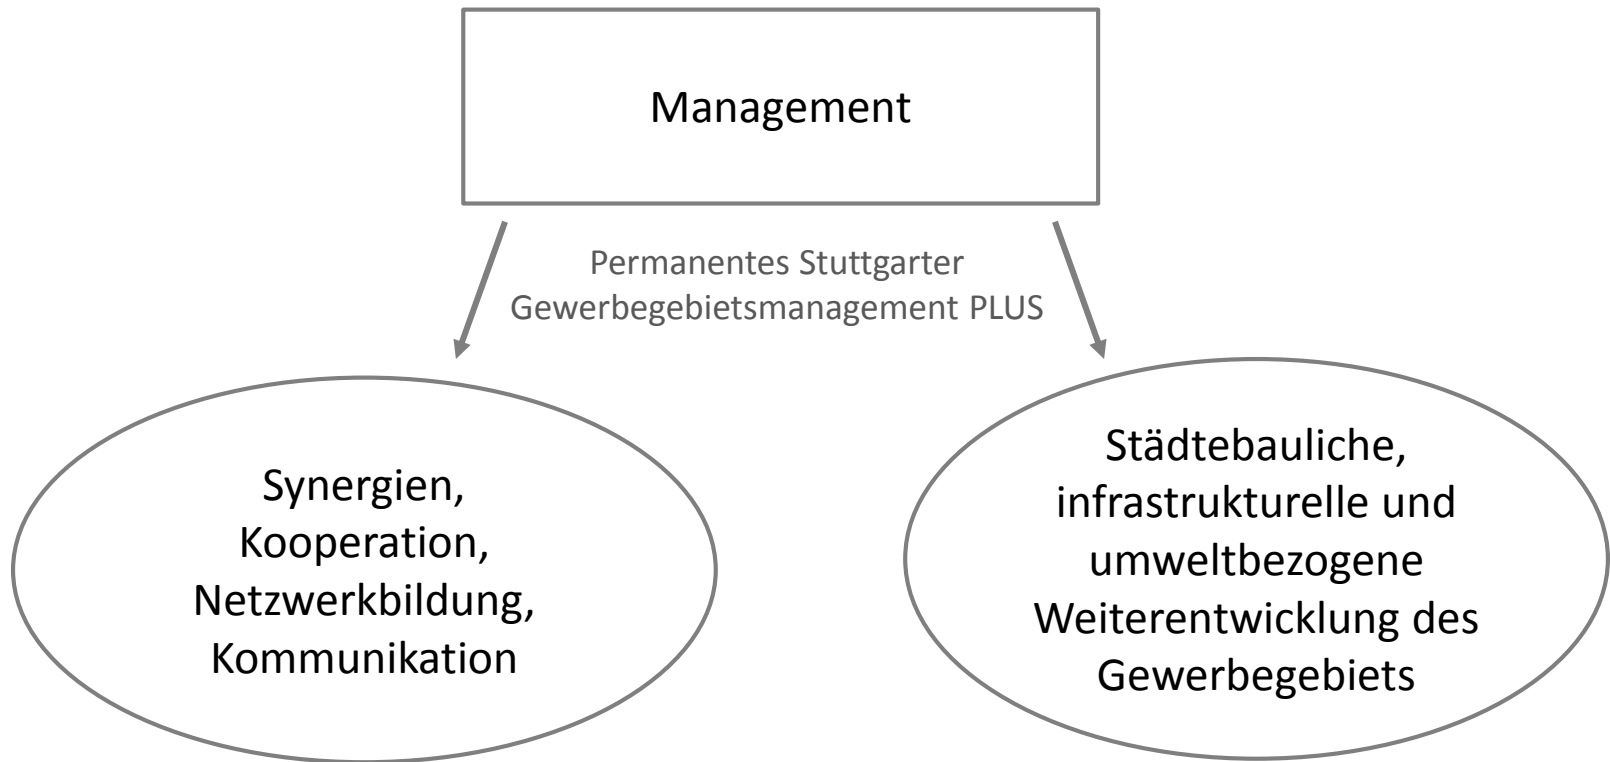 Management
Permanentes Stuttgarter
Gewerbegebietsmanagement PLUS
Synergien,
Kooperation,
Netzwerkbildung,
Kommunikation
Städtebauliche,
infrastrukturelle und
umweltbezogene
Weiterentwicklung des
Gewerbegebiets